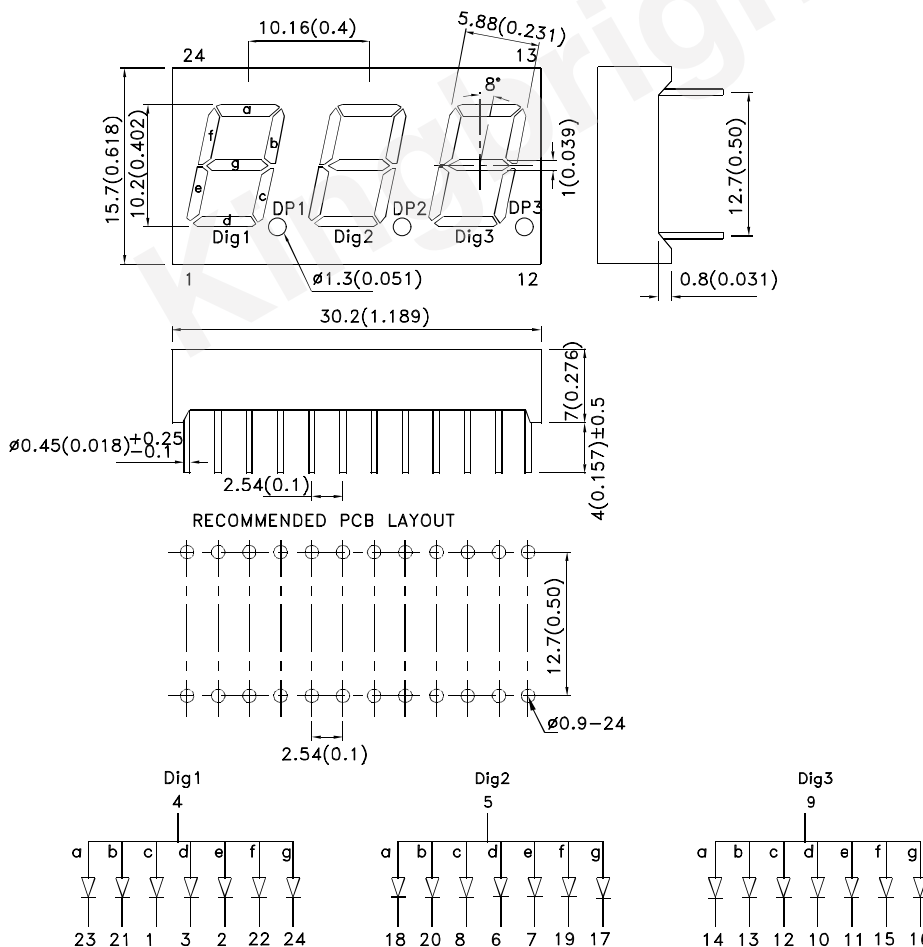 10.16(0.4)
5.88(0.231)
24
13
8°
a
f
b
g
e
c
d
15.7(0.618)
10.2(0.402)
1(0.039)
12.7(0.50)
DP1
DP2
DP3
Dig1
Dig2
Dig3
1
ø1.3(0.051)
12
0.8(0.031)
30.2(1.189)
7(0.276)
ø0.45(0.018)+0.25
-0.1
4(0.157)±0.5
2.54(0.1)
RECOMMENDED PCB LAYOUT
12.7(0.50)
ø0.9-24
2.54(0.1)
Dig1
4
a b c d e f g
23 21 1 3 2 22 24
Dig2
5
a b c d e f g
18 20 8 6 7 19 17
Dig3
9
a b c d e f g
14 13 12 10 11 15 16
Kingbright